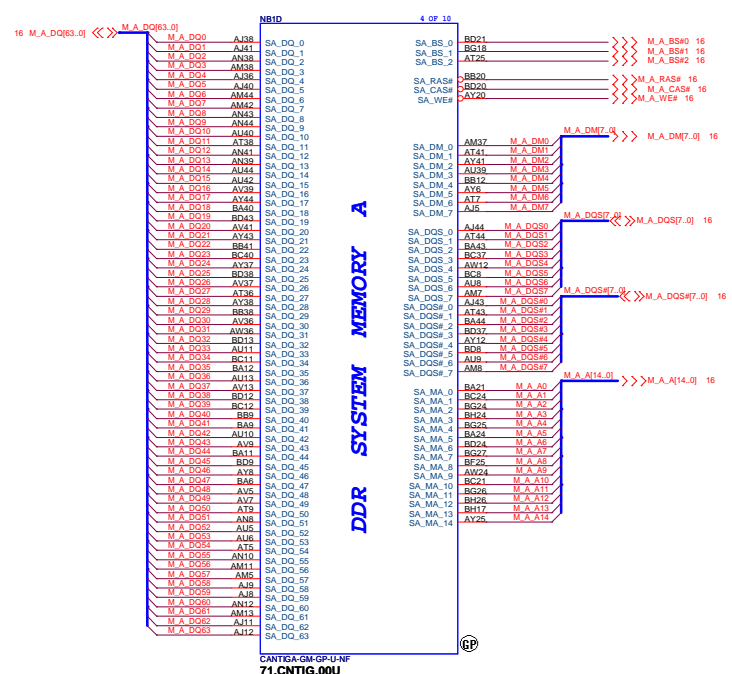 NB1D 4 OF 10
16 M_A_DQ[63..0] M_A_DQ[63..0]
M_A_DQ0 AJ38 SA_DQ_0
M_A_DQ1 AJ41 SA_DQ_1
M_A_DQ2 AN38 SA_DQ_2
M_A_DQ3 AM38 SA_DQ_3
M_A_DQ4 AJ36 SA_DQ_4
M_A_DQ5 AJ40 SA_DQ_5
M_A_DQ6 AM44 SA_DQ_6
M_A_DQ7 AM42 SA_DQ_7
M_A_DQ8 AN43 SA_DQ_8
M_A_DQ9 AN44 SA_DQ_9
M_A_DQ10 AU40 SA_DQ_10
M_A_DQ11 AT38 SA_DQ_11
M_A_DQ12 AN41 SA_DQ_12
M_A_DQ13 AN39 SA_DQ_13
M_A_DQ14 AU44 SA_DQ_14
M_A_DQ15 AU42 SA_DQ_15
M_A_DQ16 AV39 SA_DQ_16
M_A_DQ17 AY44 SA_DQ_17
M_A_DQ18 BA40 SA_DQ_18
M_A_DQ19 BD43 SA_DQ_19
M_A_DQ20 AV41 SA_DQ_20
M_A_DQ21 AY43 SA_DQ_21
M_A_DQ22 BB41 SA_DQ_22
M_A_DQ23 BC40 SA_DQ_23
M_A_DQ24 AY37 SA_DQ_24
M_A_DQ25 BD38 SA_DQ_25
M_A_DQ26 AV37 SA_DQ_26
M_A_DQ27 AT36 SA_DQ_27
M_A_DQ28 AY38 SA_DQ_28
M_A_DQ29 BB38 SA_DQ_29
M_A_DQ30 AV36 SA_DQ_30
M_A_DQ31 AW36 SA_DQ_31
M_A_DQ32 BD13 SA_DQ_32
M_A_DQ33 AU11 SA_DQ_33
M_A_DQ34 BC11 SA_DQ_34
M_A_DQ35 BA12 SA_DQ_35
M_A_DQ36 AU13 SA_DQ_36
M_A_DQ37 AV13 SA_DQ_37
M_A_DQ38 BD12 SA_DQ_38
M_A_DQ39 BC12 SA_DQ_39
M_A_DQ40 BB9 SA_DQ_40
M_A_DQ41 BA9 SA_DQ_41
M_A_DQ42 AU10 SA_DQ_42
M_A_DQ43 AV9 SA_DQ_43
M_A_DQ44 BA11 SA_DQ_44
M_A_DQ45 BD9 SA_DQ_45
M_A_DQ46 AY8 SA_DQ_46
M_A_DQ47 BA6 SA_DQ_47
M_A_DQ48 AV5 SA_DQ_48
M_A_DQ49 AV7 SA_DQ_49
M_A_DQ50 AT9 SA_DQ_50
M_A_DQ51 AN8 SA_DQ_51
M_A_DQ52 AU5 SA_DQ_52
M_A_DQ53 AU6 SA_DQ_53
M_A_DQ54 AT5 SA_DQ_54
M_A_DQ55 AN10 SA_DQ_55
M_A_DQ56 AM11 SA_DQ_56
M_A_DQ57 AM5 SA_DQ_57
M_A_DQ58 AJ9 SA_DQ_58
M_A_DQ59 AJ8 SA_DQ_59
M_A_DQ60 AN12 SA_DQ_60
M_A_DQ61 AM13 SA_DQ_61
M_A_DQ62 AJ11 SA_DQ_62
M_A_DQ63 AJ12 SA_DQ_63
DDR SYSTEM MEMORY A
SA_BS_0 BD21 M_A_BS#0 16
SA_BS_1 BG18 M_A_BS#1 16
SA_BS_2 AT25 M_A_BS#2 16
SA_RAS# BB20 M_A_RAS# 16
SA_CAS# BD20 M_A_CAS# 16
SA_WE# AY20 M_A_WE# 16
M_A_DM[7..0] M_A_DM[7..0] 16
SA_DM_0 AM37 M_A_DM0
SA_DM_1 AT41 M_A_DM1
SA_DM_2 AY41 M_A_DM2
SA_DM_3 AU39 M_A_DM3
SA_DM_4 BB12 M_A_DM4
SA_DM_5 AY6 M_A_DM5
SA_DM_6 AT7 M_A_DM6
SA_DM_7 AJ5 M_A_DM7
M_A_DQS[7..0] M_A_DQS[7..0] 16
SA_DQS_0 AJ44 M_A_DQS0
SA_DQS_1 AT44 M_A_DQS1
SA_DQS_2 BA43 M_A_DQS2
SA_DQS_3 BC37 M_A_DQS3
SA_DQS_4 AW12 M_A_DQS4
SA_DQS_5 BC8 M_A_DQS5
SA_DQS_6 AU8 M_A_DQS6
SA_DQS_7 AM7 M_A_DQS7
M_A_DQS#[7..0] M_A_DQS#[7..0] 16
SA_DQS#_0 AJ43 M_A_DQS#0
SA_DQS#_1 AT43 M_A_DQS#1
SA_DQS#_2 BA44 M_A_DQS#2
SA_DQS#_3 BD37 M_A_DQS#3
SA_DQS#_4 AY12 M_A_DQS#4
SA_DQS#_5 BD8 M_A_DQS#5
SA_DQS#_6 AU9 M_A_DQS#6
SA_DQS#_7 AM8 M_A_DQS#7
M_A_A[14..0] M_A_A[14..0] 16
SA_MA_0 BA21 M_A_A0
SA_MA_1 BC24 M_A_A1
SA_MA_2 BG24 M_A_A2
SA_MA_3 BH24 M_A_A3
SA_MA_4 BG25 M_A_A4
SA_MA_5 BA24 M_A_A5
SA_MA_6 BD24 M_A_A6
SA_MA_7 BG27 M_A_A7
SA_MA_8 BF25 M_A_A8
SA_MA_9 AW24 M_A_A9
SA_MA_10 BC21 M_A_A10
SA_MA_11 BG26 M_A_A11
SA_MA_12 BH26 M_A_A12
SA_MA_13 BH17 M_A_A13
SA_MA_14 AY25 M_A_A14
GP
CANTIGA-GM-GP-U-NF
71.CNTIG.00U